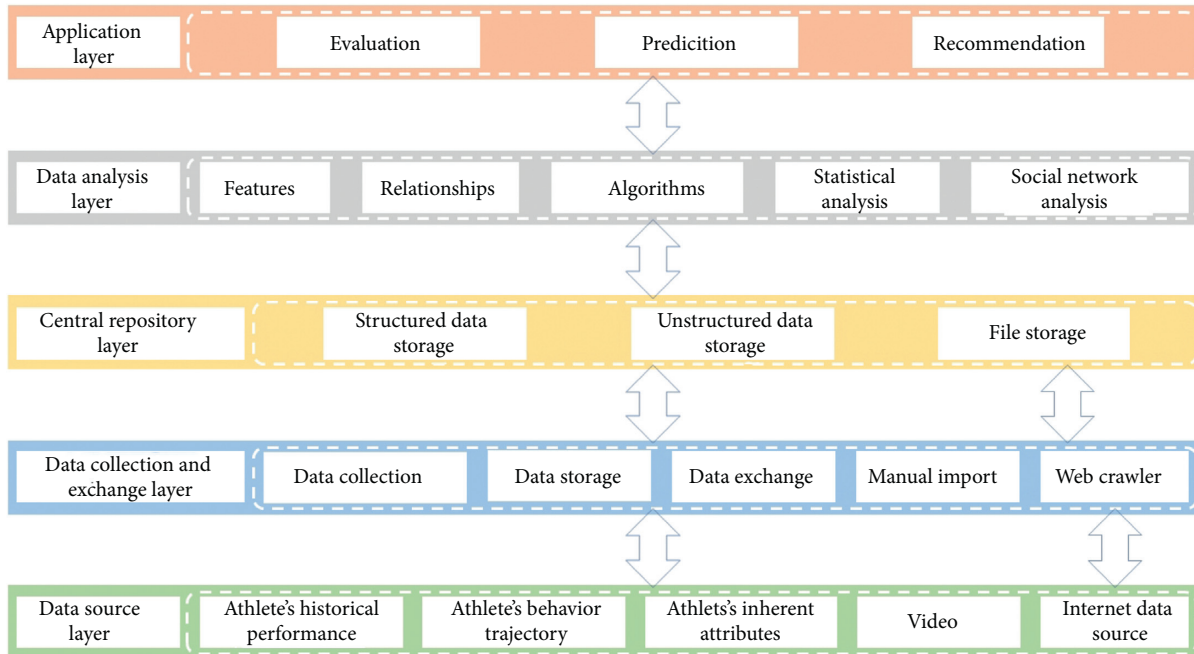 Application
layer
Evaluation
Predicition
Recommendation
Data analysis
layer
Features
Relationships
Algorithms
Statistical
analysis
Social network
analysis
Central repository
layer
Structured data
storage
Unstructured data
storage
File storage
Data collection and
exchange layer
Data collection
Data storage
Data exchange
Manual import
Web crawler
Data source
layer
Athlete's historical
performance
Athlete's behavior
trajectory
Athlets's inherent
attributes
Video
Internet data
source